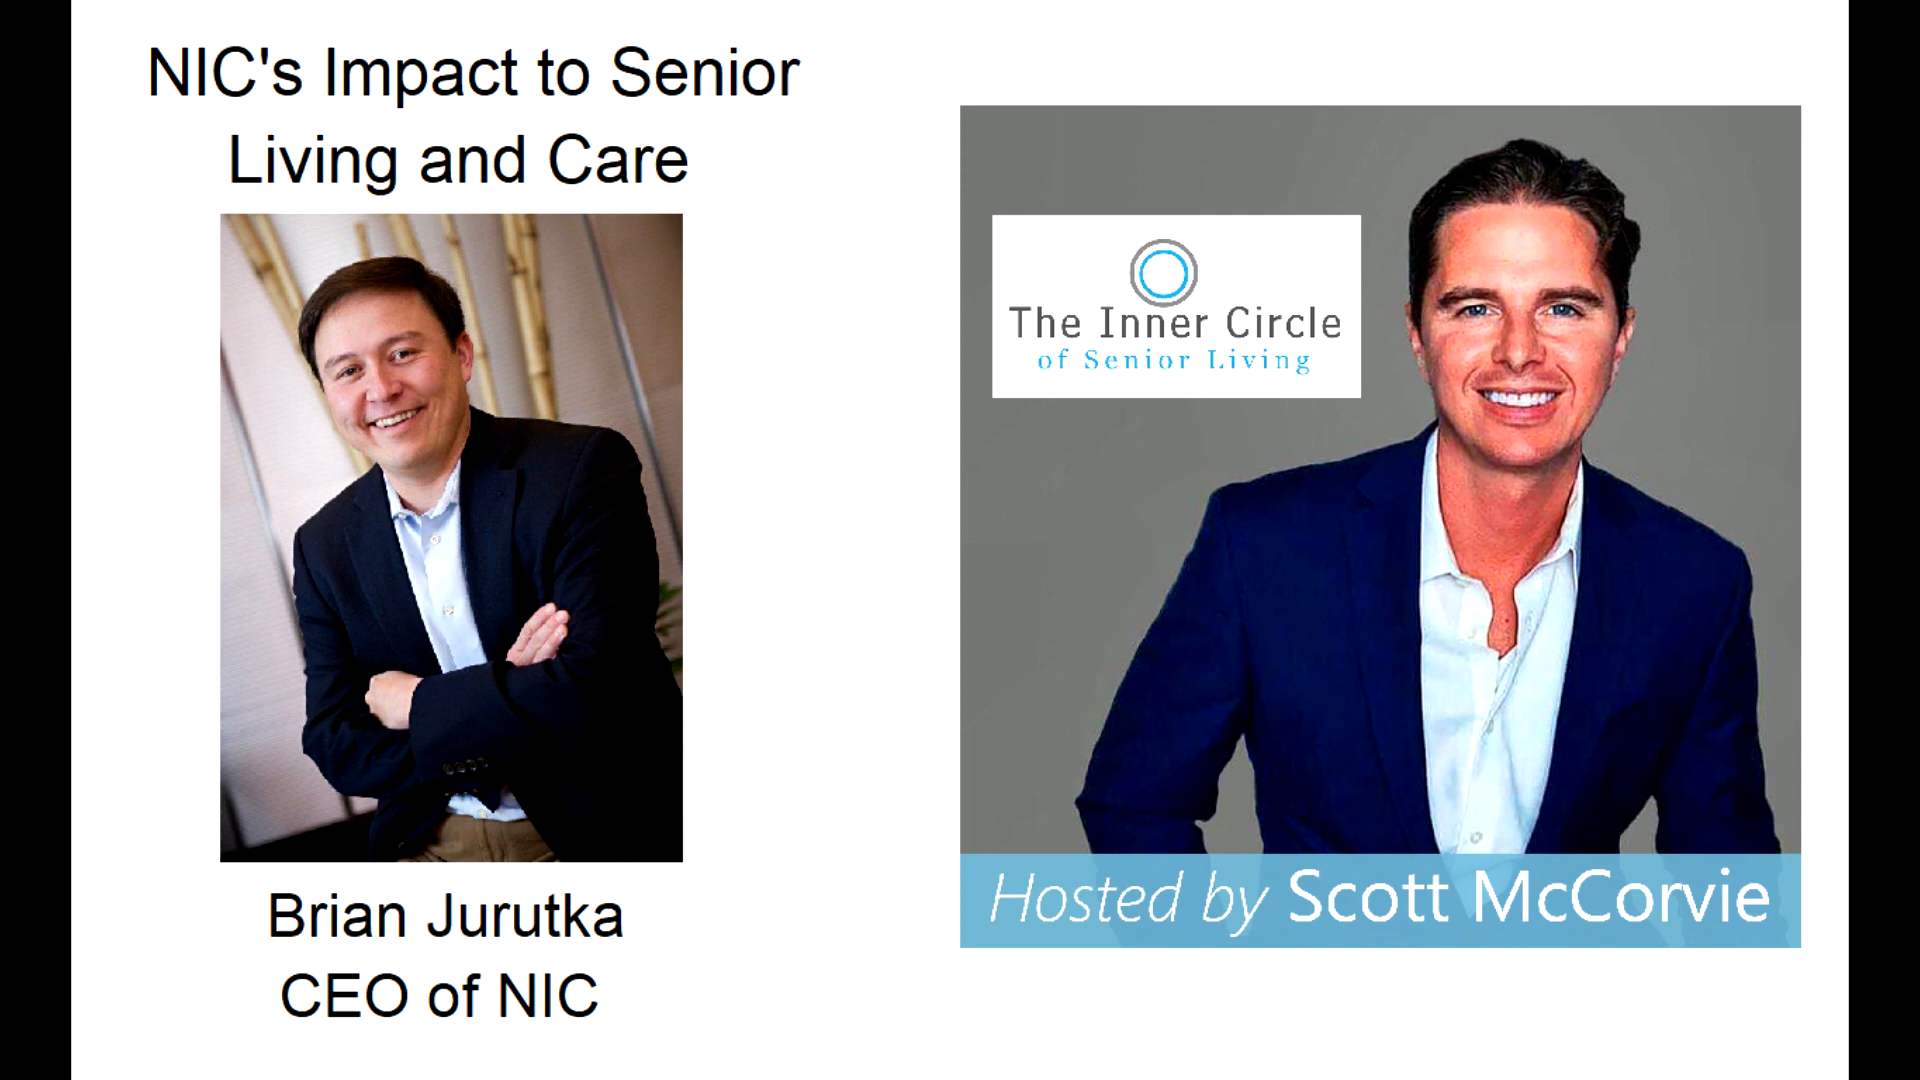 NIC's Impact to Senior
Living and Care
Brian Jurutka
CEO of NIC
The Inner Circle
of Senior Living
Hosted by Scott McCorvie